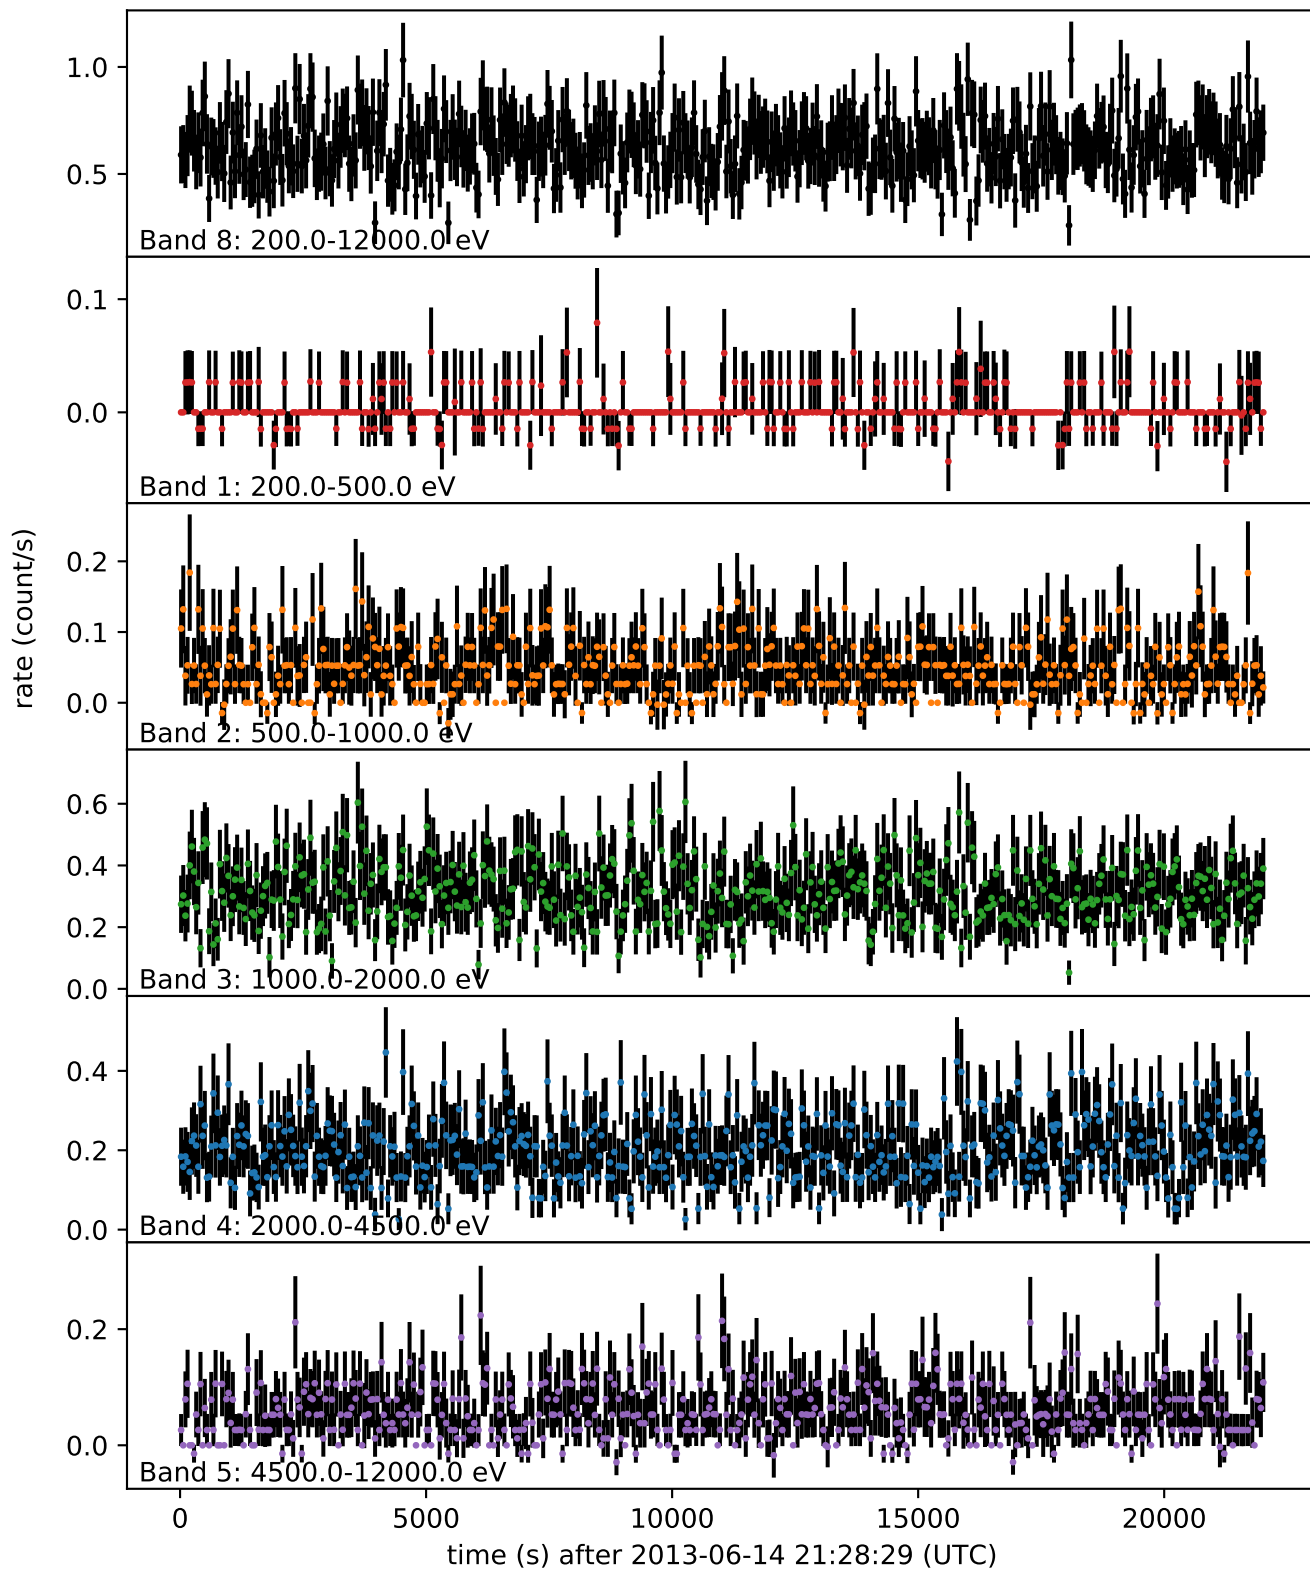 1.0
0.5
Band 8: 200.0-12000.0 eV
0.1
0.0
Band 1: 200.0-500.0 eV
0.2
0.1
0.0
Band 2: 500.0-1000.0 eV
0.6
0.4
0.2
0.0
Band 3: 1000.0-2000.0 eV
0.4
0.2
0.0
Band 4: 2000.0-4500.0 eV
0.2
0.0
Band 5: 4500.0-12000.0 eV
rate (count/s)
0 5000 10000 15000 20000
time (s) after 2013-06-14 21:28:29 (UTC)